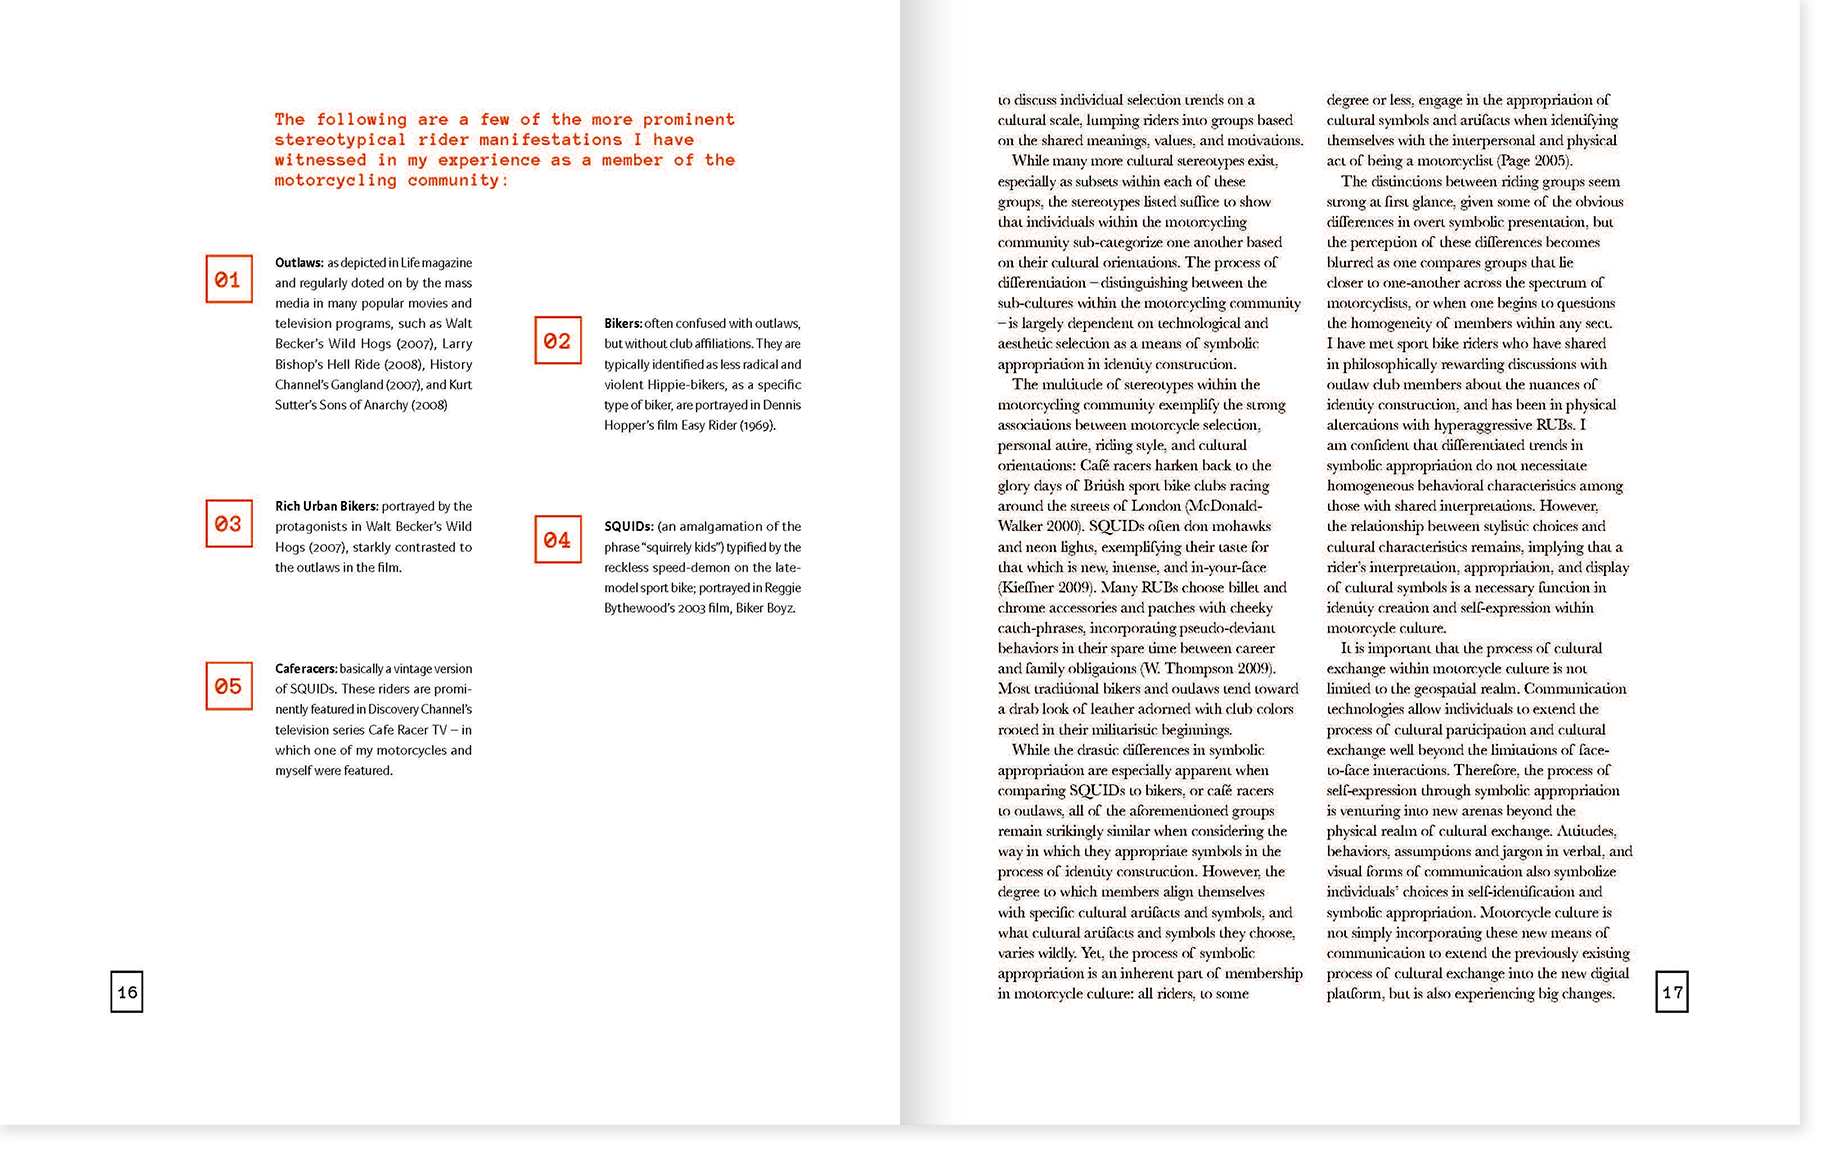 The following are a few of the more prominent
stereotypical rider manifestations I have
witnessed in my experience as a member of the
motorcycling community:
01
Outlaws: as depicted in Life magazine
and regularly doted on by the mass
media in many popular movies and
television programs, such as Walt
Becker's Wild Hogs (2007), Larry
Bishop's Hell Ride (2008), History
Channel's Gangland (2007), and Kurt
Sutter's Sons of Anarchy (2008)
02
Bikers: often confused with outlaws,
but without club affiliations. They are
typically identified as less radical and
violent Hippie-bikers, as a specific
type of biker, are portrayed in Dennis
Hopper's film Easy Rider (1969).
03
Rich Urban Bikers: portrayed by the
protagonists in Walt Becker's Wild
Hogs (2007), starkly contrasted to
the outlaws in the film.
04
SQUIDs: (an amalgamation of the
phrase "squirrely kids") typified by the
reckless speed-demon on the late-
model sport bike; portrayed in Reggie
Bythewood's 2003 film, Biker Boyz.
05
Cafe racers: basically a vintage version
of SQUIDs. These riders are promi-
nently featured in Discovery Channel's
television series Cafe Racer TV – in
which one of my motorcycles and
myself were featured.
16
to discuss individual selection trends on a
cultural scale, lumping riders into groups based
on the shared meanings, values, and motivations.
While many more cultural stereotypes exist,
especially as subsets within each of these
groups, the stereotypes listed suffice to show
that individuals within the motorcycling
community sub-categorize one another based
on their cultural orientations. The process of
differentiation – distinguishing between the
sub-cultures within the motorcycling community
– is largely dependent on technological and
aesthetic selection as a means of symbolic
appropriation in identity construction.
The multitude of stereotypes within the
motorcycling community exemplify the strong
associations between motorcycle selection,
personal attire, riding style, and cultural
orientations: Café racers harken back to the
glory days of British sport bike clubs racing
around the streets of London (McDonald-
Walker 2000). SQUIDs often don mohawks
and neon lights, exemplifying their taste for
that which is new, intense, and in-your-face
(Kieffner 2009). Many RUBs choose billet and
chrome accessories and patches with cheeky
catch-phrases, incorporating pseudo-deviant
behaviors in their spare time between career
and family obligations (W. Thompson 2009).
Most traditional bikers and outlaws tend toward
a drab look of leather adorned with club colors
rooted in their militaristic beginnings.
While the drastic differences in symbolic
appropriation are especially apparent when
comparing SQUIDs to bikers, or café racers
to outlaws, all of the aforementioned groups
remain strikingly similar when considering the
way in which they appropriate symbols in the
process of identity construction. However, the
degree to which members align themselves
with specific cultural artifacts and symbols, and
what cultural artifacts and symbols they choose,
varies wildly. Yet, the process of symbolic
appropriation is an inherent part of membership
in motorcycle culture: all riders, to some
degree or less, engage in the appropriation of
cultural symbols and artifacts when identifying
themselves with the interpersonal and physical
act of being a motorcyclist (Page 2005).
The distinctions between riding groups seem
strong at first glance, given some of the obvious
differences in overt symbolic presentation, but
the perception of these differences becomes
blurred as one compares groups that lie
closer to one-another across the spectrum of
motorcyclists, or when one begins to questions
the homogeneity of members within any sect.
I have met sport bike riders who have shared
in philosophically rewarding discussions with
outlaw club members about the nuances of
identity construction, and has been in physical
altercations with hyperaggressive RUBs. I
am confident that differentiated trends in
symbolic appropriation do not necessitate
homogeneous behavioral characteristics among
those with shared interpretations. However,
the relationship between stylistic choices and
cultural characteristics remains, implying that a
rider's interpretation, appropriation, and display
of cultural symbols is a necessary function in
identity creation and self-expression within
motorcycle culture.
It is important that the process of cultural
exchange within motorcycle culture is not
limited to the geospatial realm. Communication
technologies allow individuals to extend the
process of cultural participation and cultural
exchange well beyond the limitations of face-
to-face interactions. Therefore, the process of
self-expression through symbolic appropriation
is venturing into new arenas beyond the
physical realm of cultural exchange. Attitudes,
behaviors, assumptions and jargon in verbal, and
visual forms of communication also symbolize
individuals' choices in self-identification and
symbolic appropriation. Motorcycle culture is
not simply incorporating these new means of
communication to extend the previously existing
process of cultural exchange into the new digital
platform, but is also experiencing big changes.
17